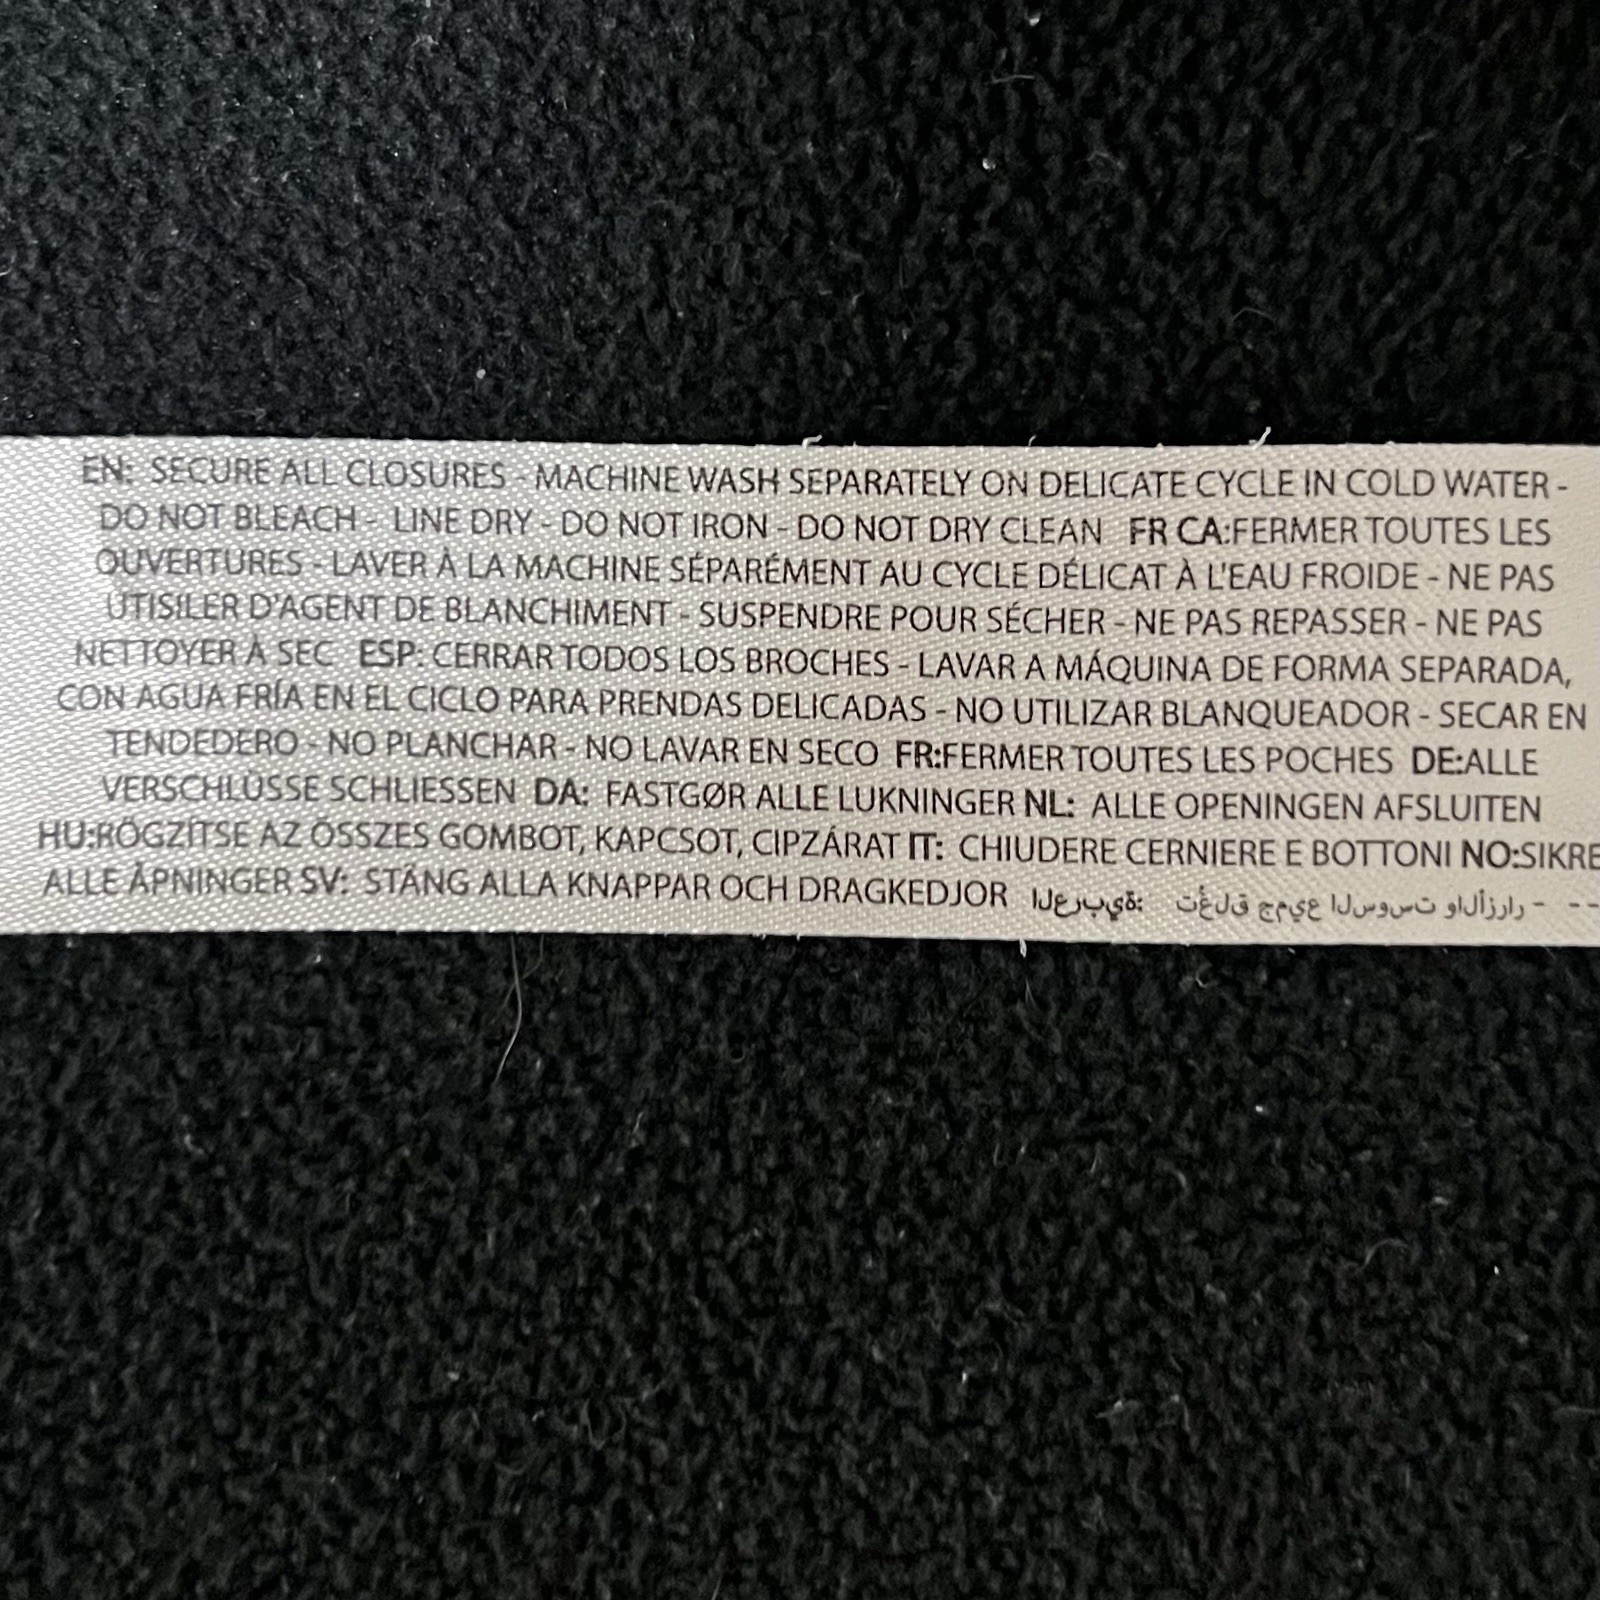 EN: SECURE ALL CLOSURES - MACHINE WASH SEPARATELY ON DELICATE CYCLE IN COLD WATER -
DO NOT BLEACH - LINE DRY - DO NOT IRON - DO NOT DRY CLEAN FR CA:FERMER TOUTES LES
OUVERTURES - LAVER À LA MACHINE SÉPARÉMENT AU CYCLE DÉLICAT À L'EAU FROIDE - NE PAS
UTISILER D'AGENT DE BLANCHIMENT - SUSPENDRE POUR SÉCHER - NE PAS REPASSER - NE PAS
NETTOYER À SEC ESP: CERRAR TODOS LOS BROCHES - LAVAR A MÁQUINA DE FORMA SEPARADA,
CON AGUA FRÍA EN EL CICLO PARA PRENDAS DELICADAS - NO UTILIZAR BLANQUEADOR - SECAR EN
TENDEDERO - NO PLANCHAR - NO LAVAR EN SECO FR:FERMER TOUTES LES POCHES DE:ALLE
VERSCHLÜSSE SCHLIESSEN DA: FASTGØR ALLE LUKNINGER NL: ALLE OPENINGEN AFSLUITEN
HU:RÖGZÍTSE AZ ÖSSZES GOMBOT, KAPCSOT, CIPZÁRAT IT: CHIUDERE CERNIERE E BOTTONI NO:SIKRE
ALLE ÅPNINGER SV: STÄNG ALLA KNAPPAR OCH DRAGKEDJOR العربية: تُغلق جميع السوست والأزرار - --